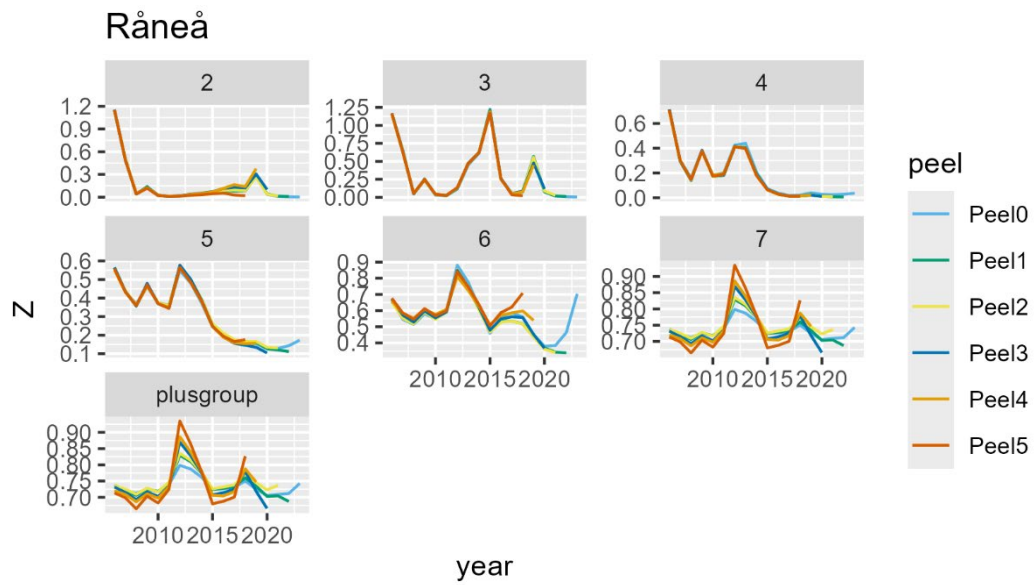 Råneå
2 3 4
1.2 1.25
0.9 1.00 0.6
0.6 0.75 0.4
0.3 0.50 0.2
0.25
0.0 0.00 0.0
5 6 7
0.6 0.9
0.5 0.8 0.90
0.4 0.7 0.85
0.3 0.6 0.80
0.2 0.5 0.75
0.1 0.4 0.70
2010 2015 2020 2010 2015 2020
plusgroup
0.90
0.85
0.80
0.75
0.70
2010 2015 2020
Z
year
peel
Peel0
Peel1
Peel2
Peel3
Peel4
Peel5